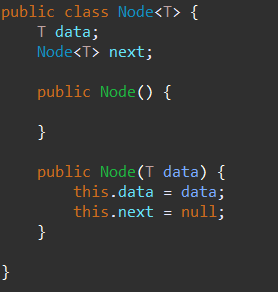 public class Node<T> {
    T data;
    Node<T> next;

    public Node() {

    }

    public Node(T data) {
        this.data = data;
        this.next = null;
    }

}